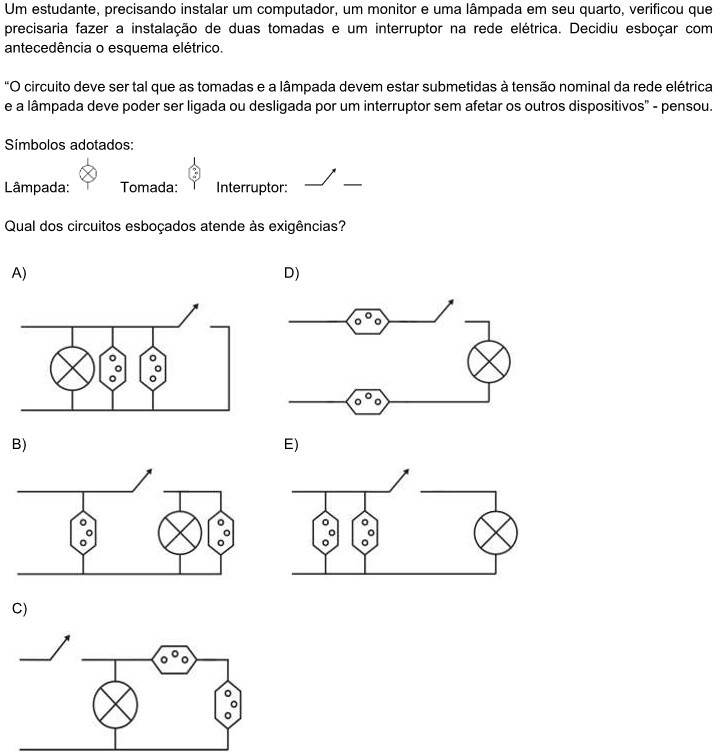 Um estudante, precisando instalar um computador, um monitor e uma lâmpada em seu quarto, verificou que
precisaria fazer a instalação de duas tomadas e um interruptor na rede elétrica. Decidiu esboçar com
antecedência o esquema elétrico.
“O circuito deve ser tal que as tomadas e a lâmpada devem estar submetidas à tensão nominal da rede elétrica
e a lâmpada deve poder ser ligada ou desligada por um interruptor sem afetar os outros dispositivos” - pensou.
Símbolos adotados:
Lâmpada: Tomada: Interruptor:
Qual dos circuitos esboçados atende às exigências?
A) D)
B) E)
C)